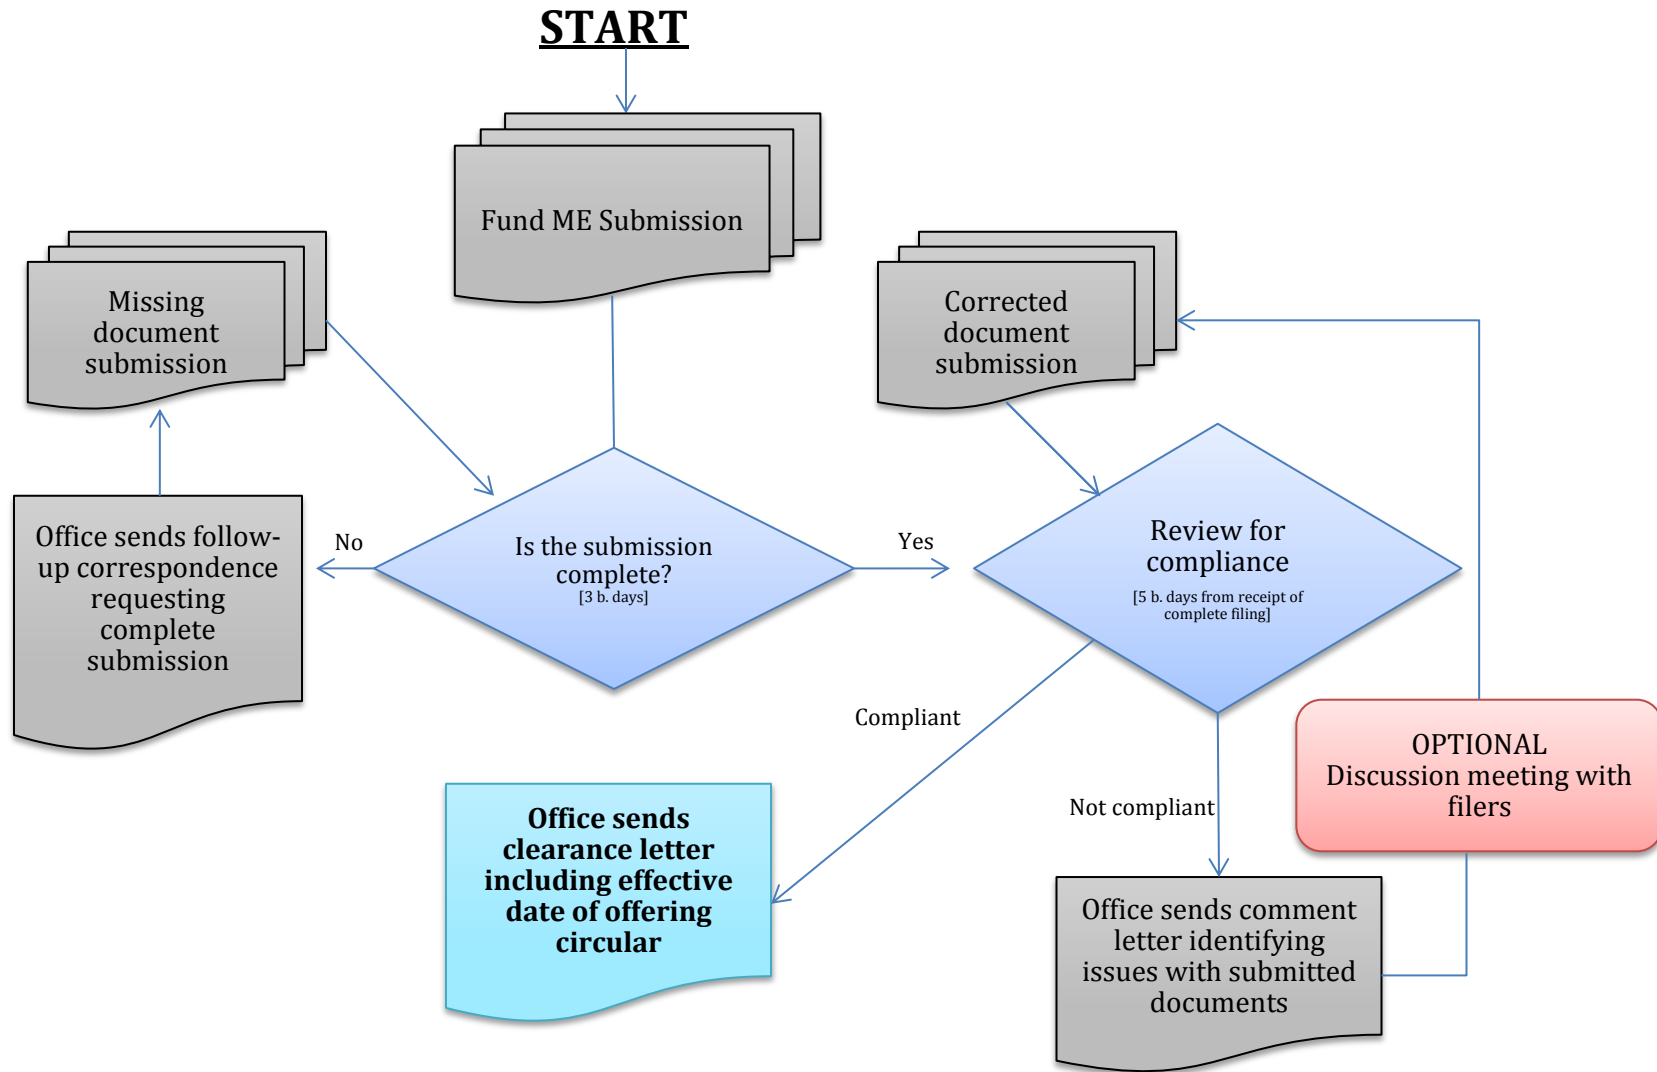 START
Fund ME Submission
Missing
document
submission
Corrected
document
submission
Office sends follow-
up correspondence
requesting
complete
submission
No
Is the submission
complete?
[3 b. days]
Yes
Review for
compliance
[5 b. days from receipt of
complete filing]
Compliant
Not compliant
OPTIONAL
Discussion meeting with
filers
Office sends
clearance letter
including effective
date of offering
circular
Office sends comment
letter identifying
issues with submitted
documents